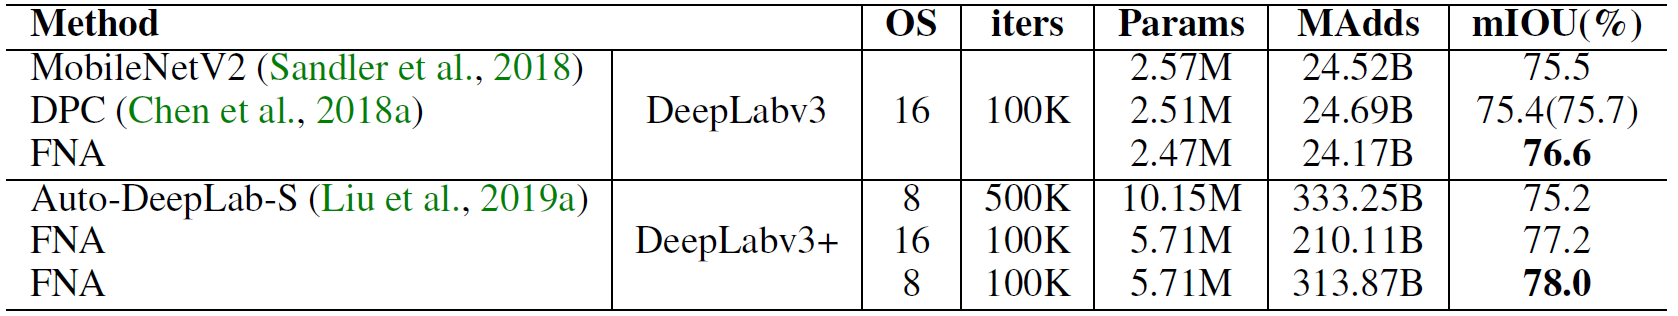 Method OS iters Params MAdds mIOU(%)
MobileNetV2 (Sandler et al., 2018) 2.57M 24.52B 75.5
DPC (Chen et al., 2018a) DeepLabv3 16 100K 2.51M 24.69B 75.4(75.7)
FNA 2.47M 24.17B 76.6
Auto-DeepLab-S (Liu et al., 2019a) 8 500K 10.15M 333.25B 75.2
FNA DeepLabv3+ 16 100K 5.71M 210.11B 77.2
FNA 8 100K 5.71M 313.87B 78.0